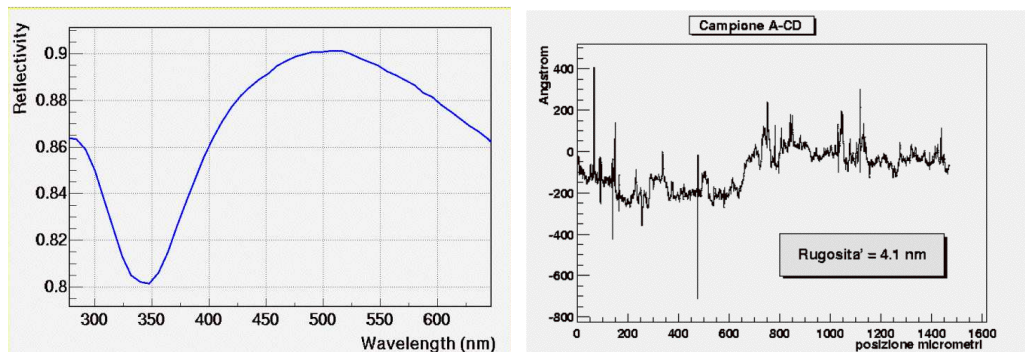 Reflectivity
0.9
0.88
0.86
0.84
0.82
0.8
300 350 400 450 500 550 600
Wavelength (nm)
Campione A-CD
Angstrom
400
200
0
-200
-400
-600
-800
0 200 400 600 800 1000 1200 1400 1600
posizione micrometri
Rugosita' = 4.1 nm